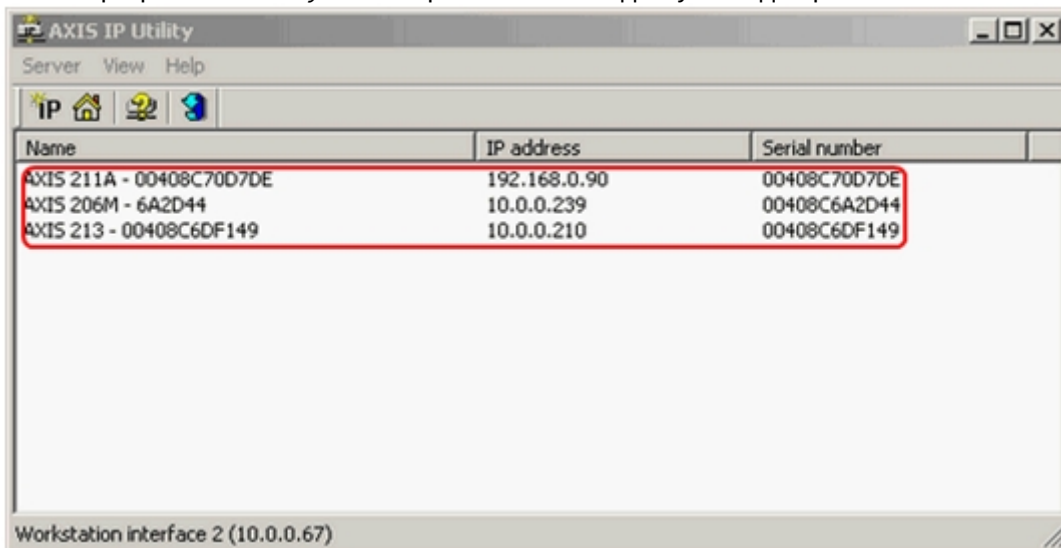 AXIS IP Utility
Server View Help
IP
Name IP address Serial number
AXIS 211A - 00408C70D7DE 192.168.0.90 00408C70D7DE
AXIS 206M - 6A2D44 10.0.0.239 00408C6A2D44
AXIS 213 - 00408C6DF149 10.0.0.210 00408C6DF149
Workstation interface 2 (10.0.0.67)